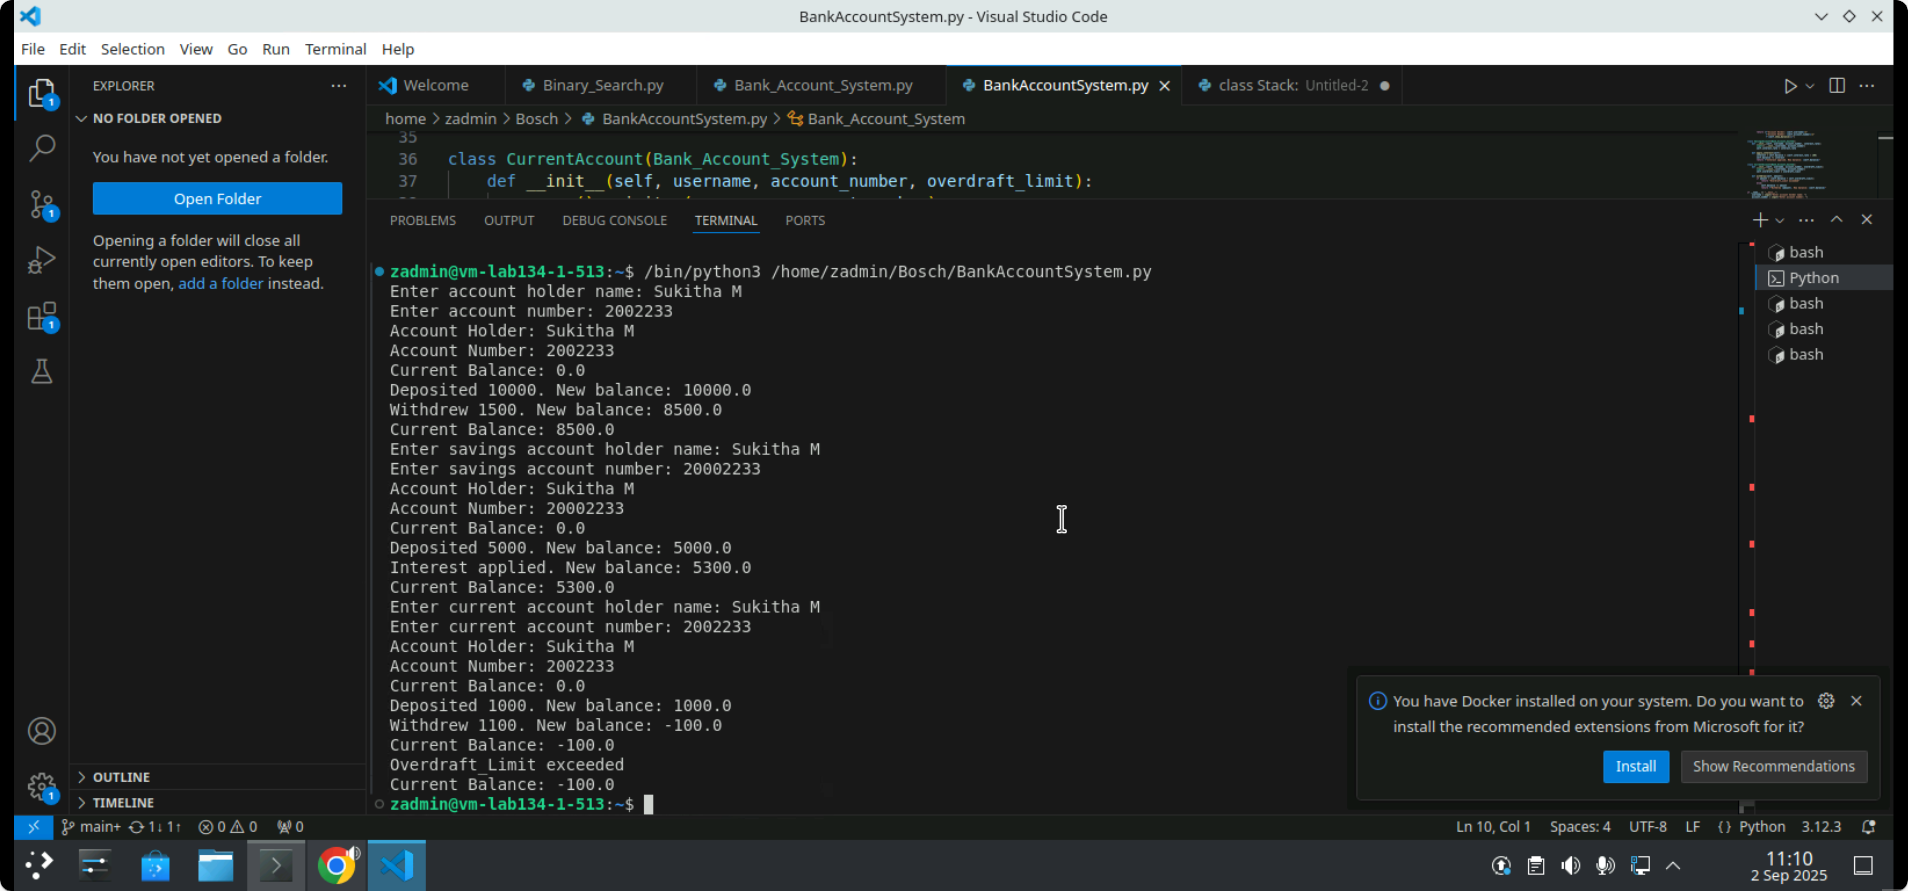 BankAccountSystem.py - Visual Studio Code
File Edit Selection View Go Run Terminal Help
EXPLORER
NO FOLDER OPENED
You have not yet opened a folder.
Open Folder
Opening a folder will close all
currently open editors. To keep
them open, add a folder instead.
OUTLINE
TIMELINE
1
1
1
1
Welcome Binary_Search.py Bank_Account_System.py BankAccountSystem.py class Stack: Untitled-2
home > zadmin > Bosch > BankAccountSystem.py > Bank_Account_System
35
36 class CurrentAccount(Bank_Account_System):
37 def __init__(self, username, account_number, overdraft_limit):
PROBLEMS OUTPUT DEBUG CONSOLE TERMINAL PORTS
zadmin@vm-lab134-1-513:~$ /bin/python3 /home/zadmin/Bosch/BankAccountSystem.py
Enter account holder name: Sukitha M
Enter account number: 2002233
Account Holder: Sukitha M
Account Number: 2002233
Current Balance: 0.0
Deposited 10000. New balance: 10000.0
Withdrew 1500. New balance: 8500.0
Current Balance: 8500.0
Enter savings account holder name: Sukitha M
Enter savings account number: 20002233
Account Holder: Sukitha M
Account Number: 20002233
Current Balance: 0.0
Deposited 5000. New balance: 5000.0
Interest applied. New balance: 5300.0
Current Balance: 5300.0
Enter current account holder name: Sukitha M
Enter current account number: 2002233
Account Holder: Sukitha M
Account Number: 2002233
Current Balance: 0.0
Deposited 1000. New balance: 1000.0
Withdrew 1100. New balance: -100.0
Current Balance: -100.0
Overdraft_Limit exceeded
Current Balance: -100.0
zadmin@vm-lab134-1-513:~$
bash
Python
bash
bash
bash
You have Docker installed on your system. Do you want to
install the recommended extensions from Microsoft for it?
Install Show Recommendations
main+ 1↓ 1↑ 0 0 0 Ln 10, Col 1 Spaces: 4 UTF-8 LF {} Python 3.12.3
11:10
2 Sep 2025